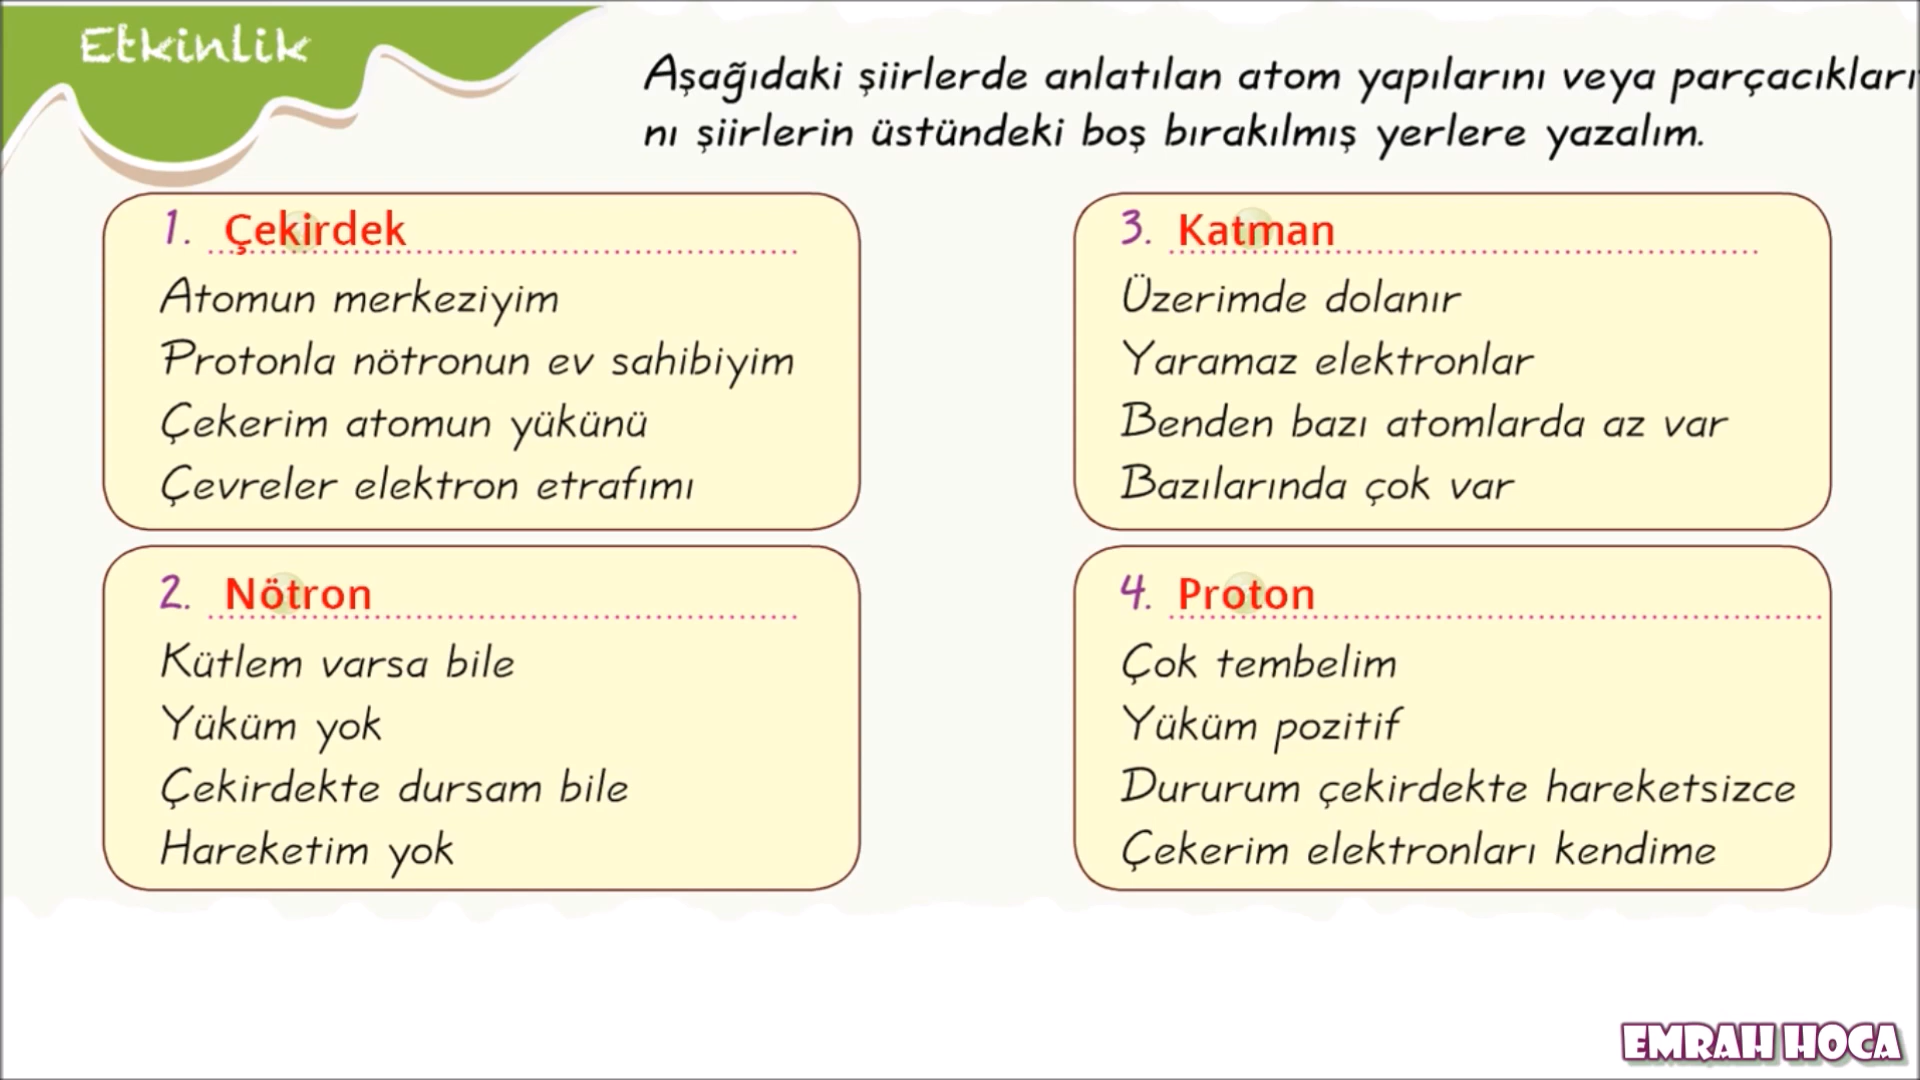 Etkinlik
Aşağıdaki şiirlerde anlatılan atom yapılarını veya parçacıkları
nı şiirlerin üstündeki boş bırakılmış yerlere yazalım.
1. Çekirdek
Atomun merkeziyim
Protonla nötronun ev sahibiyim
Çekerim atomun yükünü
Çevreler elektron etrafımı
2. Nötron
Kütlem varsa bile
Yüküm yok
Çekirdekte dursam bile
Hareketim yok
3. Katman
Üzerimde dolanır
Yaramaz elektronlar
Benden bazı atomlarda az var
Bazılarında çok var
4. Proton
Çok tembelim
Yüküm pozitif
Dururum çekirdekte hareketsizce
Çekerim elektronları kendime
EMRAH HOCA